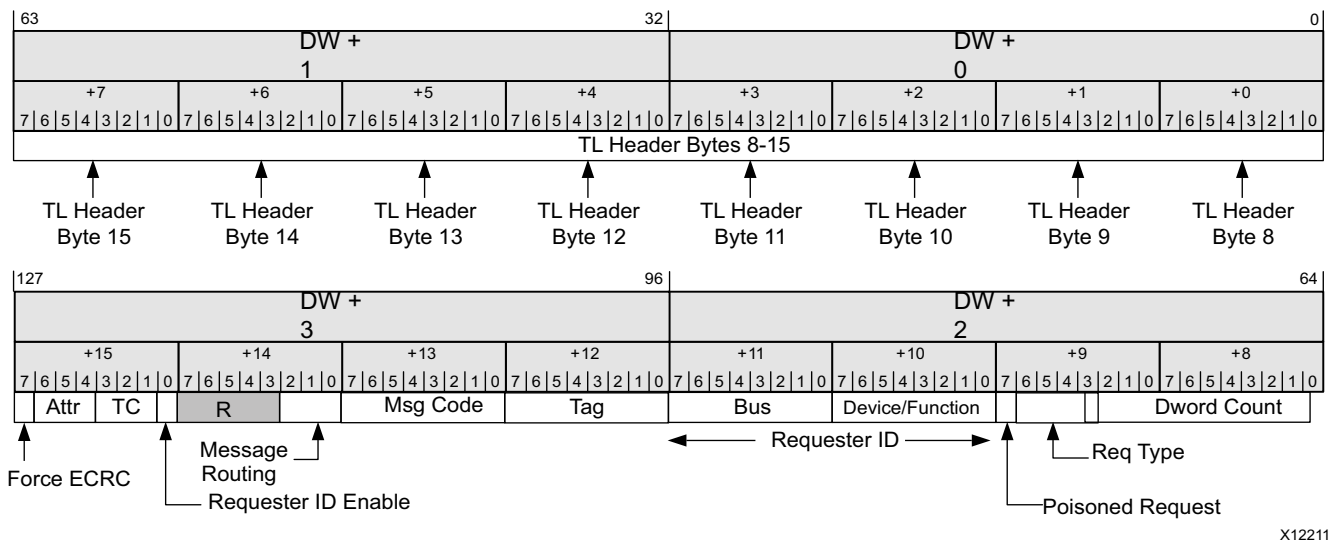 63 32 0
DW + DW +
1 0
+7 +6 +5 +4 +3 +2 +1 +0
7 6 5 4 3 2 1 0 7 6 5 4 3 2 1 0 7 6 5 4 3 2 1 0 7 6 5 4 3 2 1 0 7 6 5 4 3 2 1 0 7 6 5 4 3 2 1 0 7 6 5 4 3 2 1 0 7 6 5 4 3 2 1 0
TL Header Bytes 8-15
TL Header TL Header TL Header TL Header TL Header TL Header TL Header TL Header
Byte 15 Byte 14 Byte 13 Byte 12 Byte 11 Byte 10 Byte 9 Byte 8
127 96 64
DW + DW +
3 2
+15 +14 +13 +12 +11 +10 +9 +8
7 6 5 4 3 2 1 0 7 6 5 4 3 2 1 0 7 6 5 4 3 2 1 0 7 6 5 4 3 2 1 0 7 6 5 4 3 2 1 0 7 6 5 4 3 2 1 0 7 6 5 4 3 2 1 0 7 6 5 4 3 2 1 0
Attr TC R Msg Code Tag Bus Device/Function Dword Count
Message Requester ID Req Type
Routing
Force ECRC
Requester ID Enable Poisoned Request
X12211